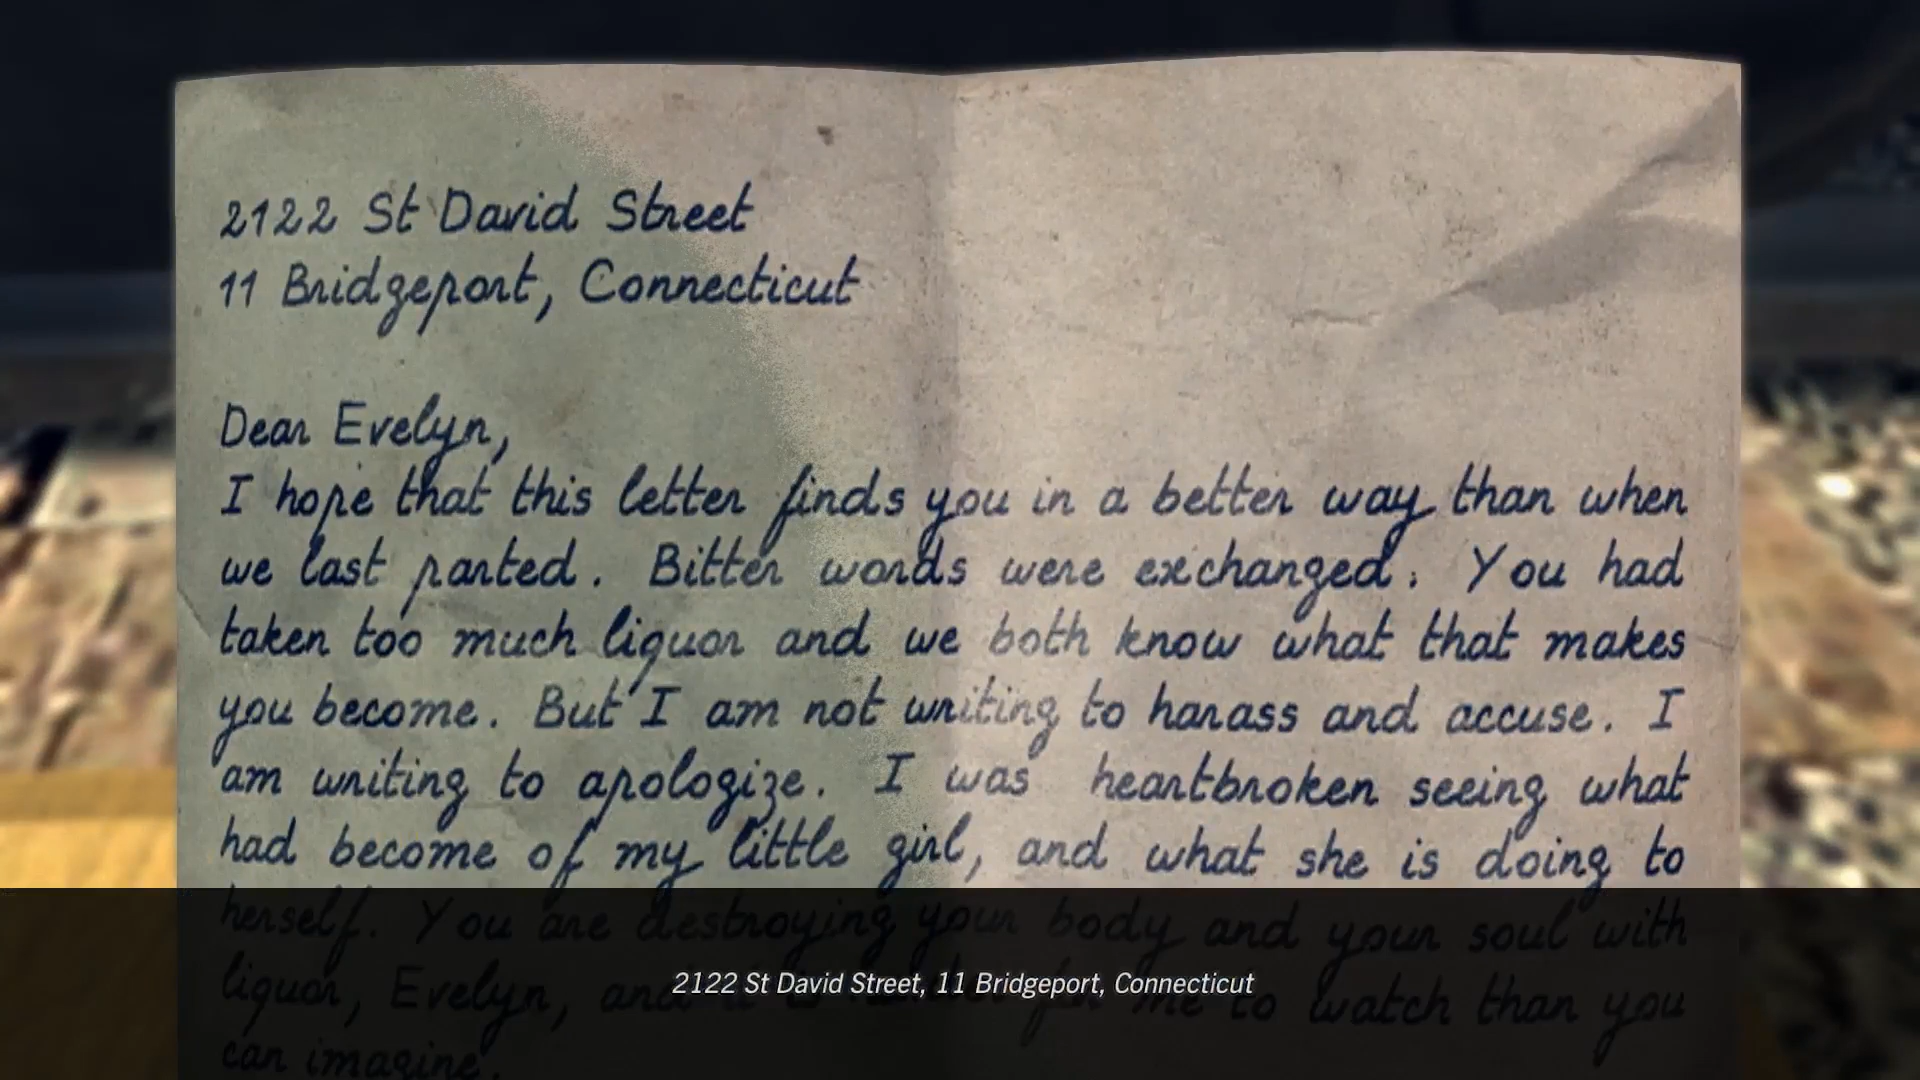 2122 St David Street
11 Bridgeport, Connecticut
Dear Evelyn,
I hope that this letter finds you in a better way than when
we last parted. Bitter words were exchanged. You had
taken too much liquor and we both know what that makes
you become. But I am not writing to harass and accuse. I
am writing to apologize. I was heartbroken seeing what
had become of my little girl, and what she is doing to
herself. You are destroying your body and your soul with
liquor, Evelyn, and me to watch than you
can imagine.
2122 St David Street, 11 Bridgeport, Connecticut